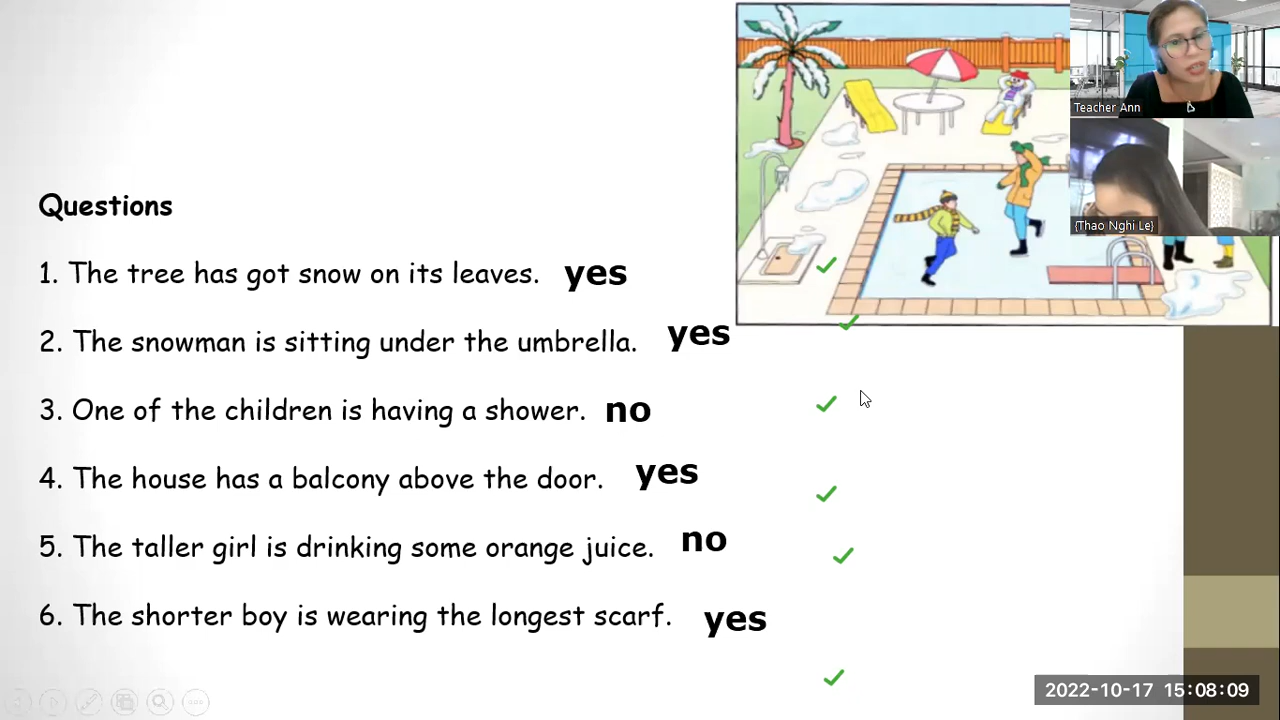 Teacher Ann
{Thao Nghi Le}
Questions
1. The tree has got snow on its leaves. yes
2. The snowman is sitting under the umbrella. yes
3. One of the children is having a shower. no
4. The house has a balcony above the door. yes
5. The taller girl is drinking some orange juice. no
6. The shorter boy is wearing the longest scarf. yes
2022-10-17 15:08:09